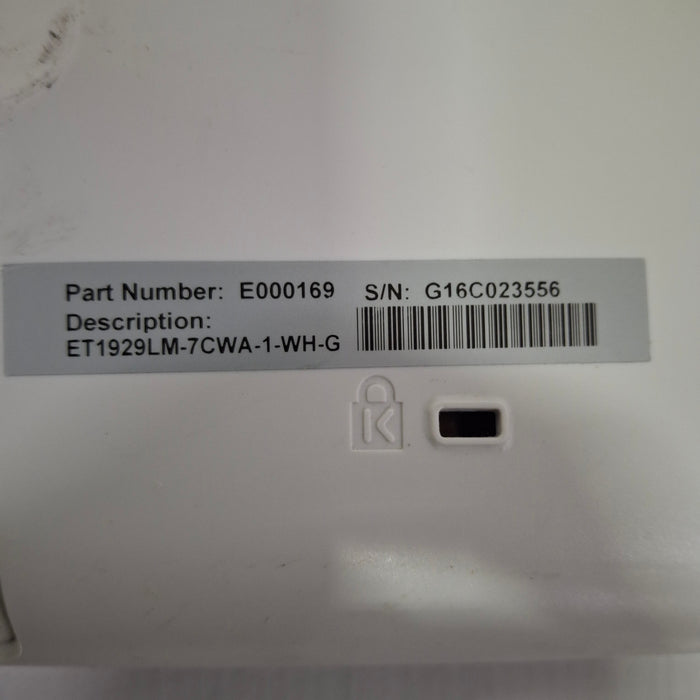 Part Number: E000169 S/N: G16C023556
Description:
ET1929LM-7CWA-1-WH-G
K